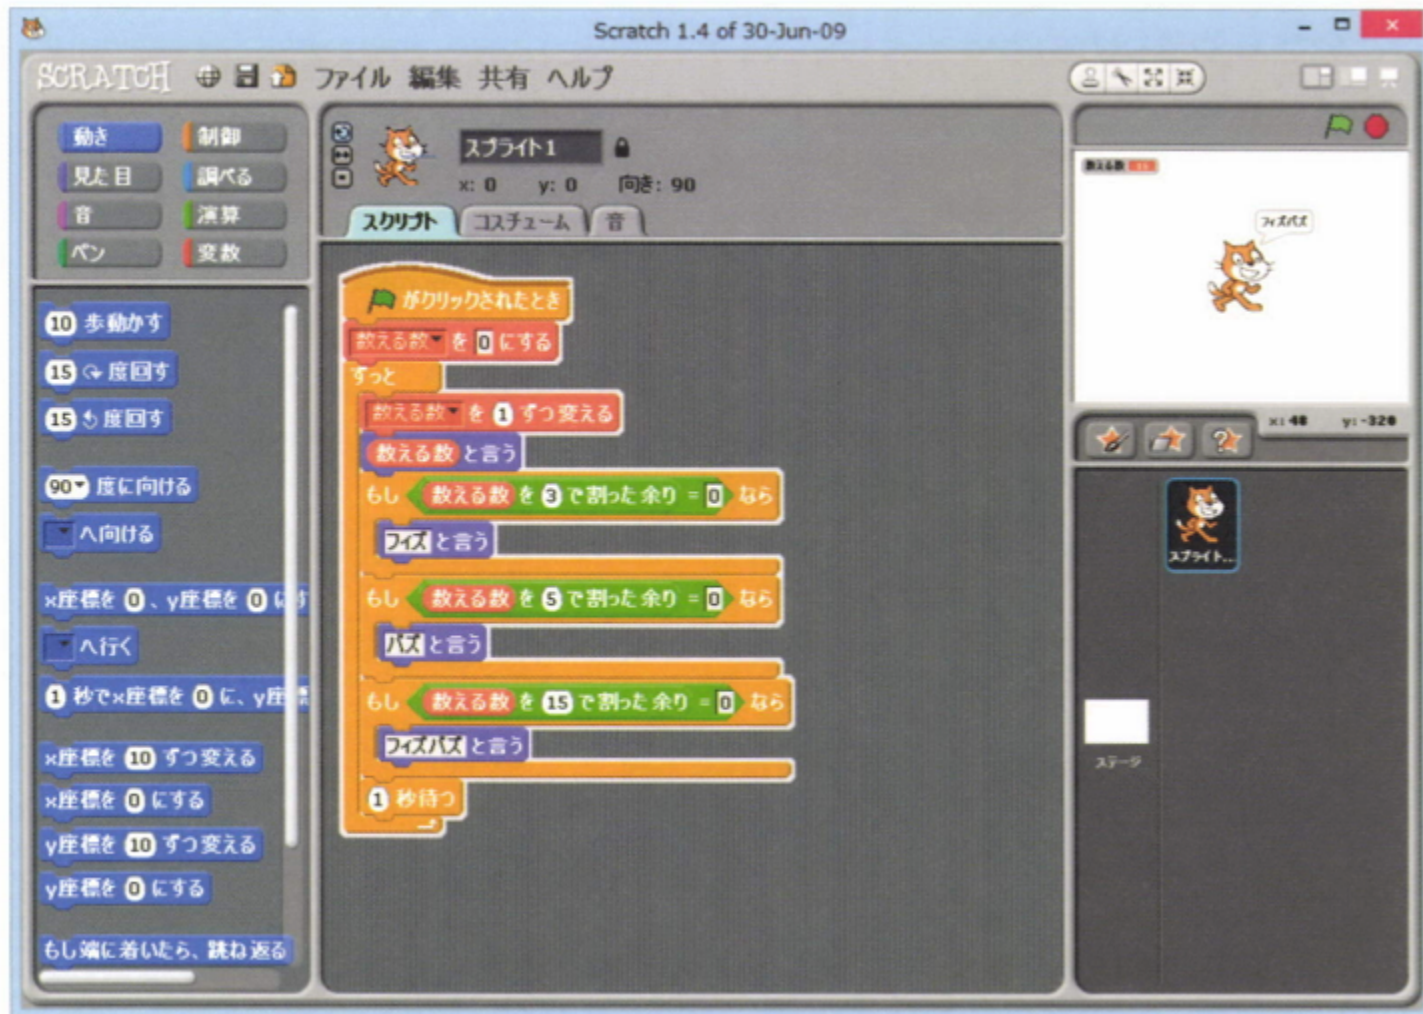 Scratch 1.4 of 30-Jun-09
SCRATCH ファイル 編集 共有 ヘルプ
動き 制御
見た目 調べる
音 演算
ペン 変数
10 歩動かす
15 度回す
15 度回す
90 度に向ける
へ向ける
x座標を 0 、y座標を 0 にす
へ行く
1 秒でx座標を 0 に、y座標
x座標を 10 ずつ変える
x座標を 0 にする
y座標を 10 ずつ変える
y座標を 0 にする
もし端に着いたら、跳ね返る
スプライト1
x: 0 y: 0 向き: 90
スクリプト コスチューム 音
がクリックされたとき
数える数 を 0 にする
ずっと
数える数 を 1 ずつ変える
数える数 と言う
もし 数える数 を 3 で割った余り = 0 なら
フィズ と言う
もし 数える数 を 5 で割った余り = 0 なら
バズ と言う
もし 数える数 を 15 で割った余り = 0 なら
フィズバズ と言う
1 秒待つ
数える数
フィズバズ
x: 48 y: -320
スプライト...
ステージ